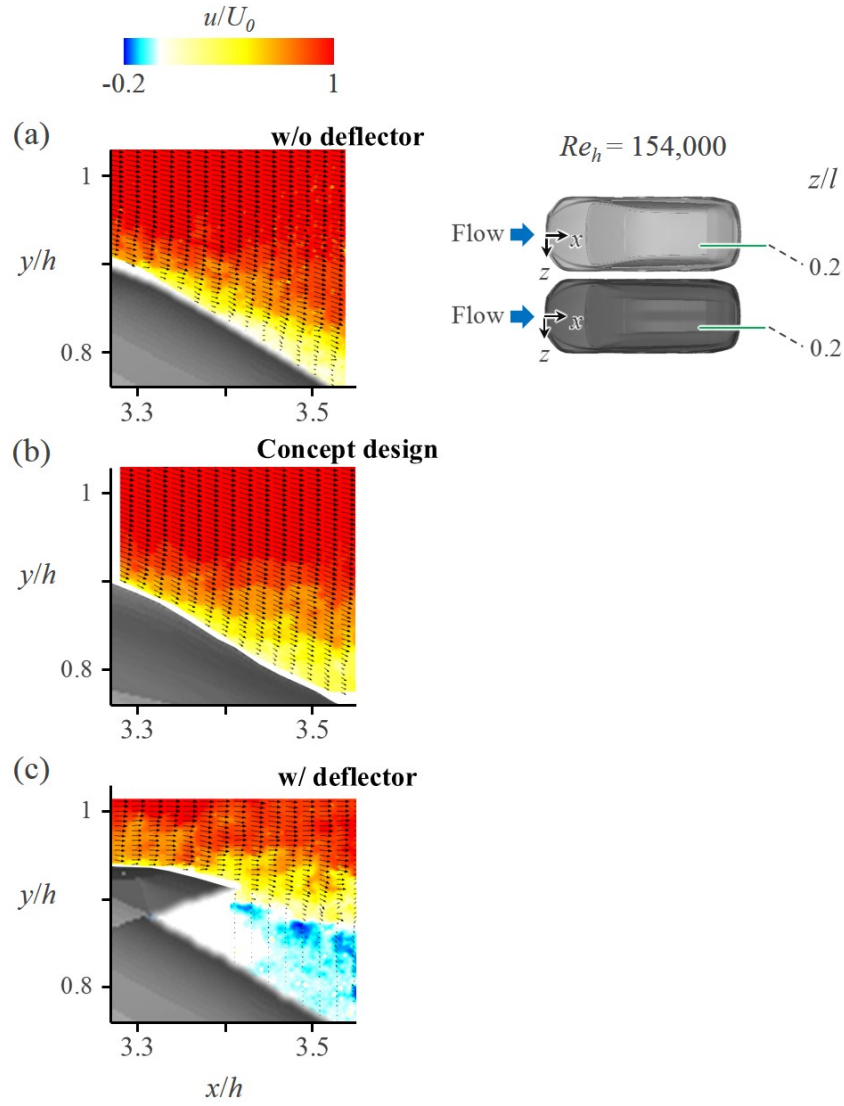 u/U₀
-0.2 1
(a) w/o deflector
1
y/h
0.8
3.3 3.5
Re_h = 154,000
z/l
Flow x
z 0.2
Flow x
z 0.2
(b) Concept design
1
y/h
0.8
3.3 3.5
(c) w/ deflector
1
y/h
0.8
3.3 3.5
x/h